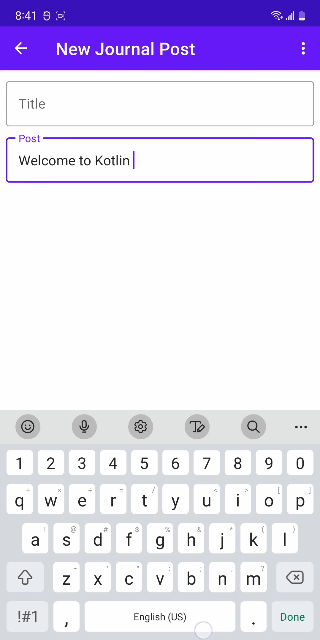 8:41
New Journal Post
Title
Post
Welcome to Kotlin
1 2 3 4 5 6 7 8 9 0
q w e r t y u i o p
a s d f g h j k l
z x c v b n m
!#1 , English (US) . Done